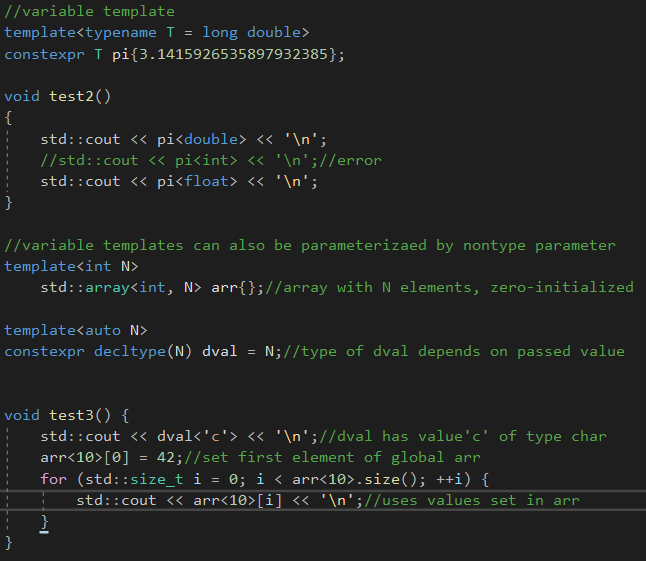 //variable template
template<typename T = long double>
constexpr T pi{3.1415926535897932385};
void test2()
{
    std::cout << pi<double> << '\n';
    //std::cout << pi<int> << '\n';//error
    std::cout << pi<float> << '\n';
}
//variable templates can also be parameterizaed by nontype parameter
template<int N>
    std::array<int, N> arr{};//array with N elements, zero-initialized
template<auto N>
constexpr decltype(N) dval = N;//type of dval depends on passed value
void test3() {
    std::cout << dval<'c'> << '\n';//dval has value'c' of type char
    arr<10>[0] = 42;//set first element of global arr
    for (std::size_t i = 0; i < arr<10>.size(); ++i) {
        std::cout << arr<10>[i] << '\n';//uses values set in arr
    }
}